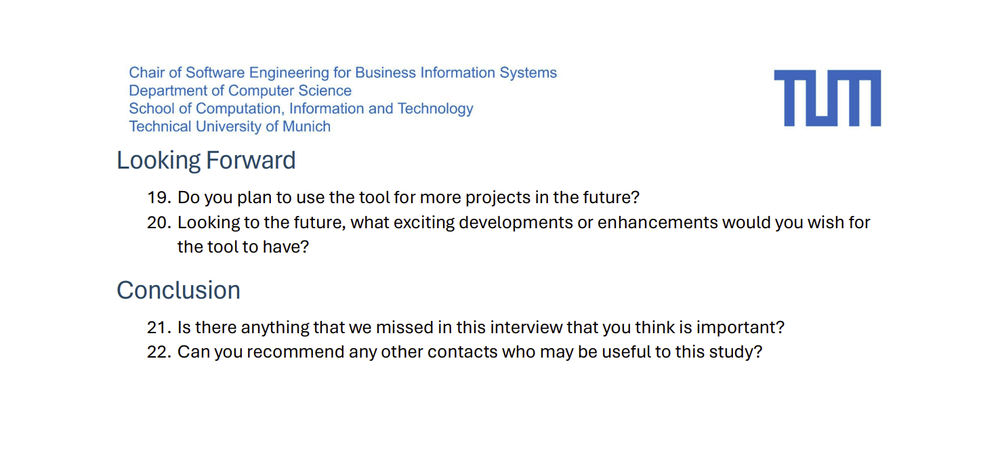 Chair of Software Engineering for Business Information Systems
Department of Computer Science
School of Computation, Information and Technology
Technical University of Munich
TUM
Looking Forward
19. Do you plan to use the tool for more projects in the future?
20. Looking to the future, what exciting developments or enhancements would you wish for
the tool to have?
Conclusion
21. Is there anything that we missed in this interview that you think is important?
22. Can you recommend any other contacts who may be useful to this study?